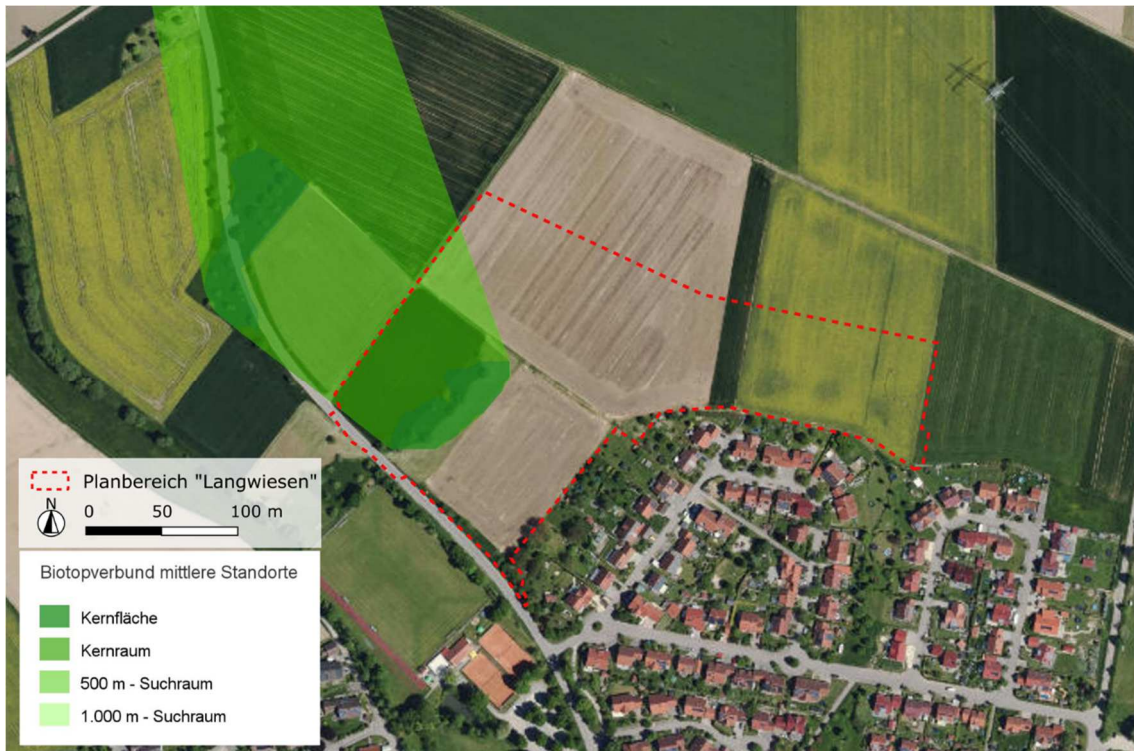 Planbereich "Langwiesen"
N
0 50 100 m
Biotopverbund mittlere Standorte
Kernfläche
Kernraum
500 m - Suchraum
1.000 m - Suchraum